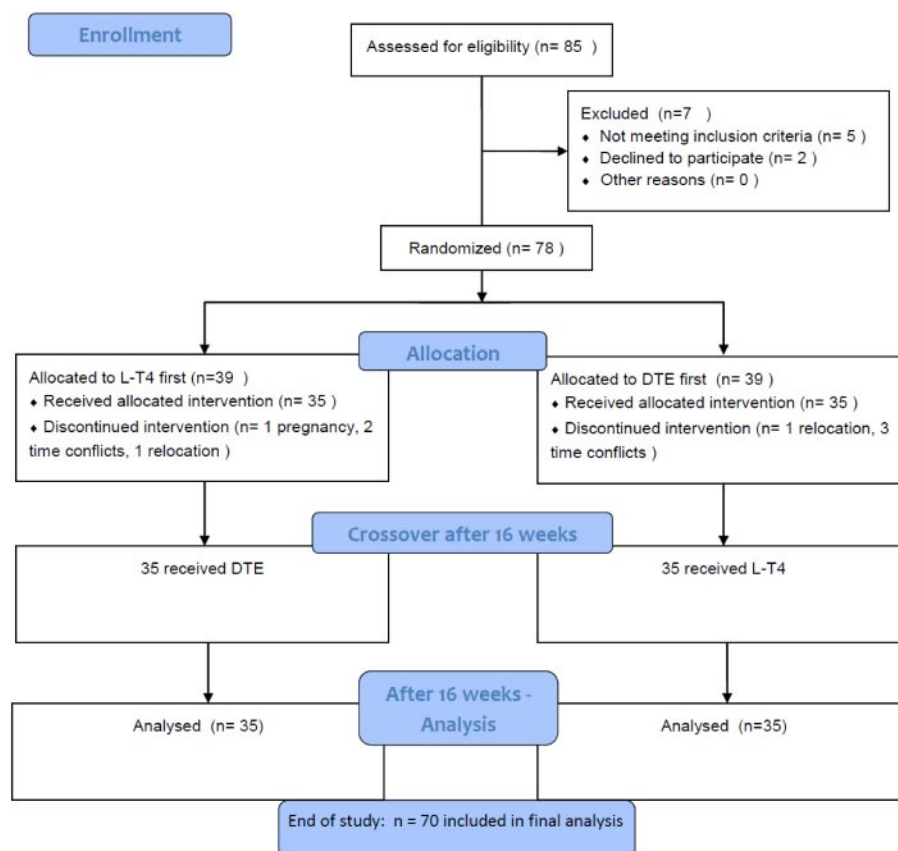 Enrollment
Assessed for eligibility (n= 85 )
Excluded (n=7 )
♦ Not meeting inclusion criteria (n= 5 )
♦ Declined to participate (n= 2 )
♦ Other reasons (n= 0 )
Randomized (n= 78 )
Allocation
Allocated to L-T4 first (n=39 )
♦ Received allocated intervention (n= 35 )
♦ Discontinued intervention (n= 1 pregnancy, 2
time conflicts, 1 relocation )
Allocated to DTE first (n= 39 )
♦ Received allocated intervention (n= 35 )
♦ Discontinued intervention (n= 1 relocation, 3
time conflicts )
Crossover after 16 weeks
35 received DTE
35 received L-T4
After 16 weeks -
Analysis
Analysed (n= 35)
Analysed (n=35)
End of study: n = 70 included in final analysis